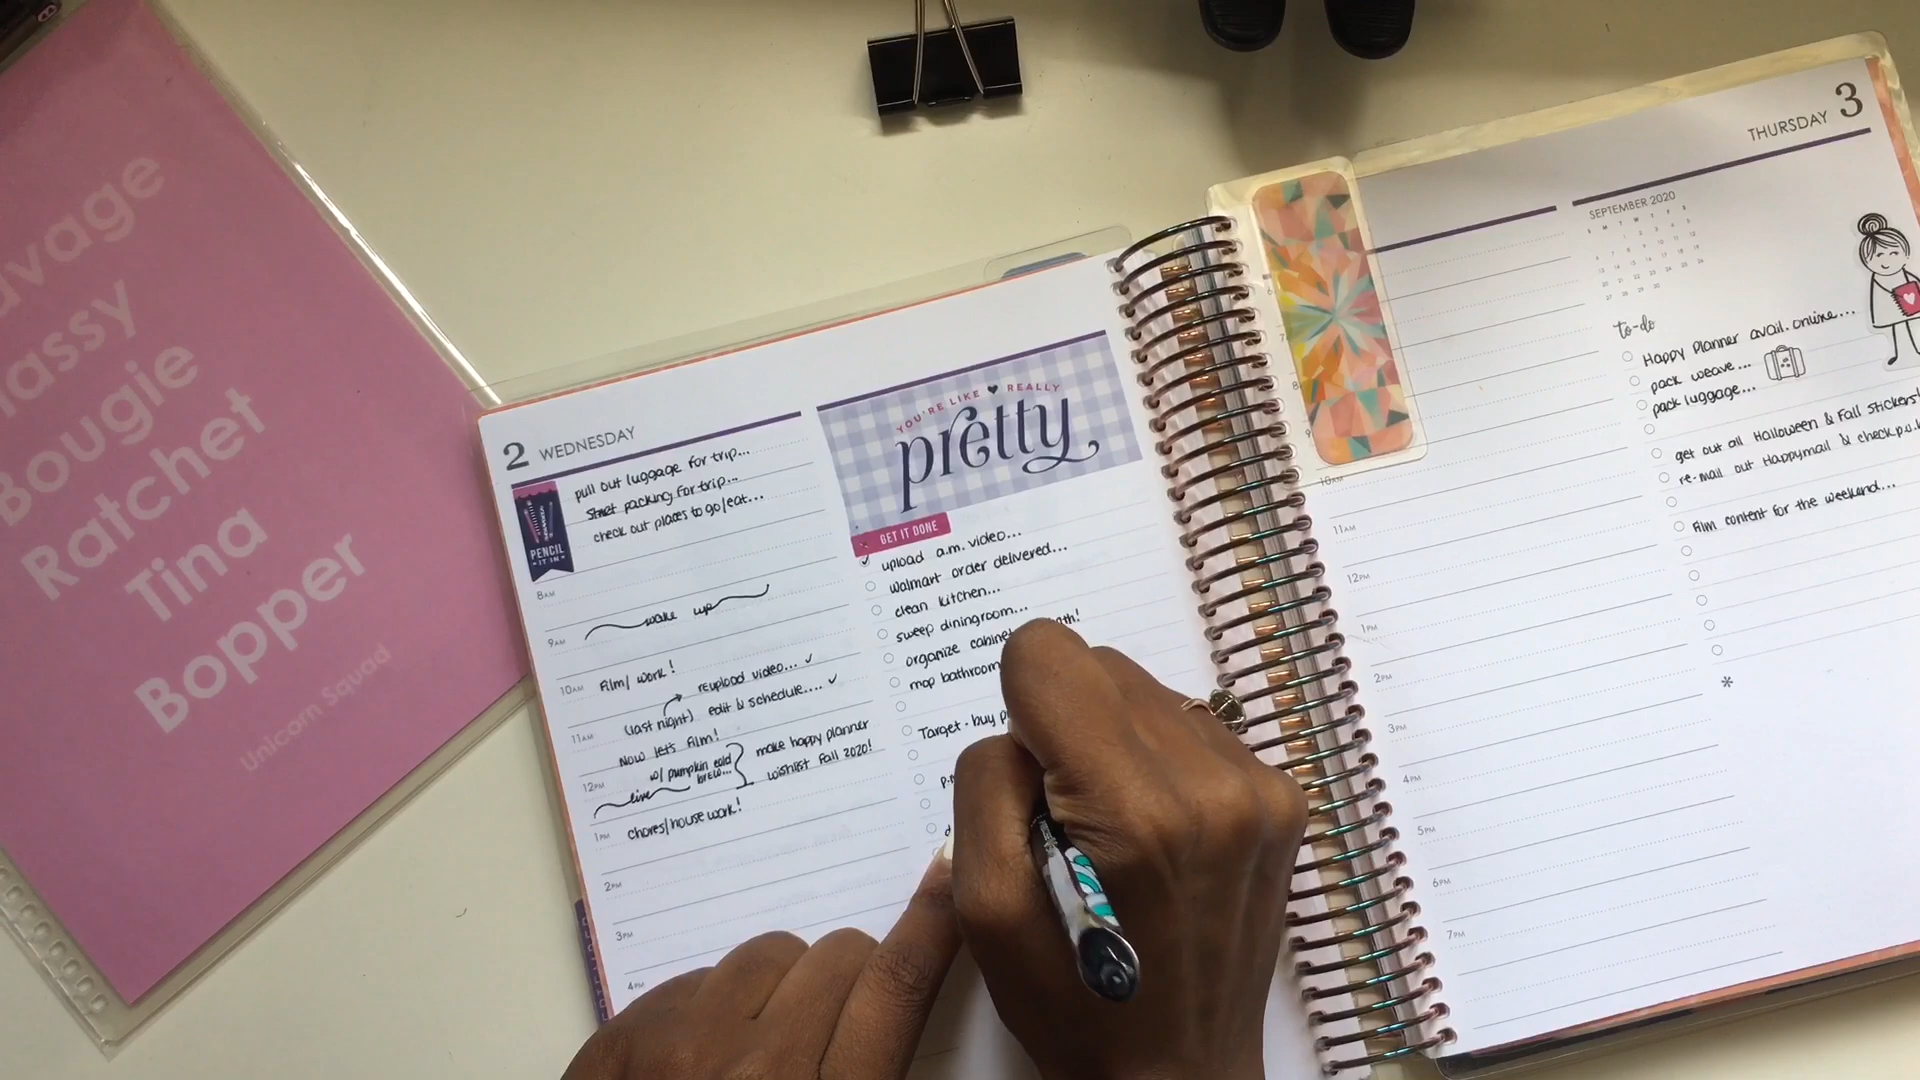 Savage
Classy
Bougie
Ratchet
Tina
Bopper
Unicorn Squad
2 WEDNESDAY
PENCIL
IT IN
pull out luggage for trip...
start packing for trip...
check out places to go/eat...
8AM
wake up
9AM
10AM
Film/ work!
(last night)
reupload video... ✓
edit & schedule.... ✓
11AM
Now let's film!
w/ pumpkin cold
brew...
make happy planner
wishlist Fall 2020!
12PM
live
1PM
chores/house work!
2PM
3PM
4PM
YOU'RE LIKE ♥ REALLY
pretty
GET IT DONE
✓ upload a.m. video...
walmart order delivered...
clean kitchen...
sweep diningroom...
organize
mop bathroom
Target - buy
THURSDAY 3
SEPTEMBER 2020
S M T W T F S
to-do
Happy Planner avail. online...
pack weave...
pack luggage...
get out all Halloween & Fall stickers!
re-mail out Happymail & check p.o.
Film content for the weekend...
*
10AM
11AM
12PM
1PM
2PM
3PM
4PM
5PM
6PM
7PM